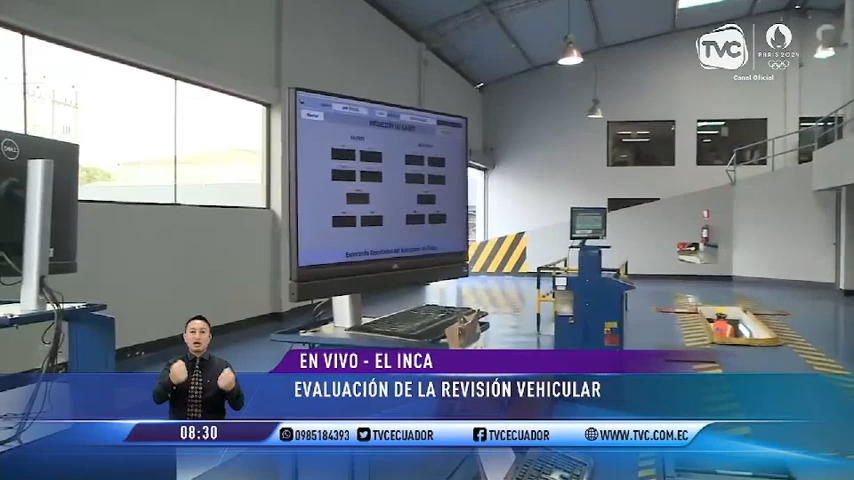 TVC
PARIS 2024
Canal Oficial
DELL
EN VIVO - EL INCA
EVALUACIÓN DE LA REVISIÓN VEHICULAR
08:30
0985184393
TVCECUADOR
TVCECUADOR
WWW.TVC.COM.EC